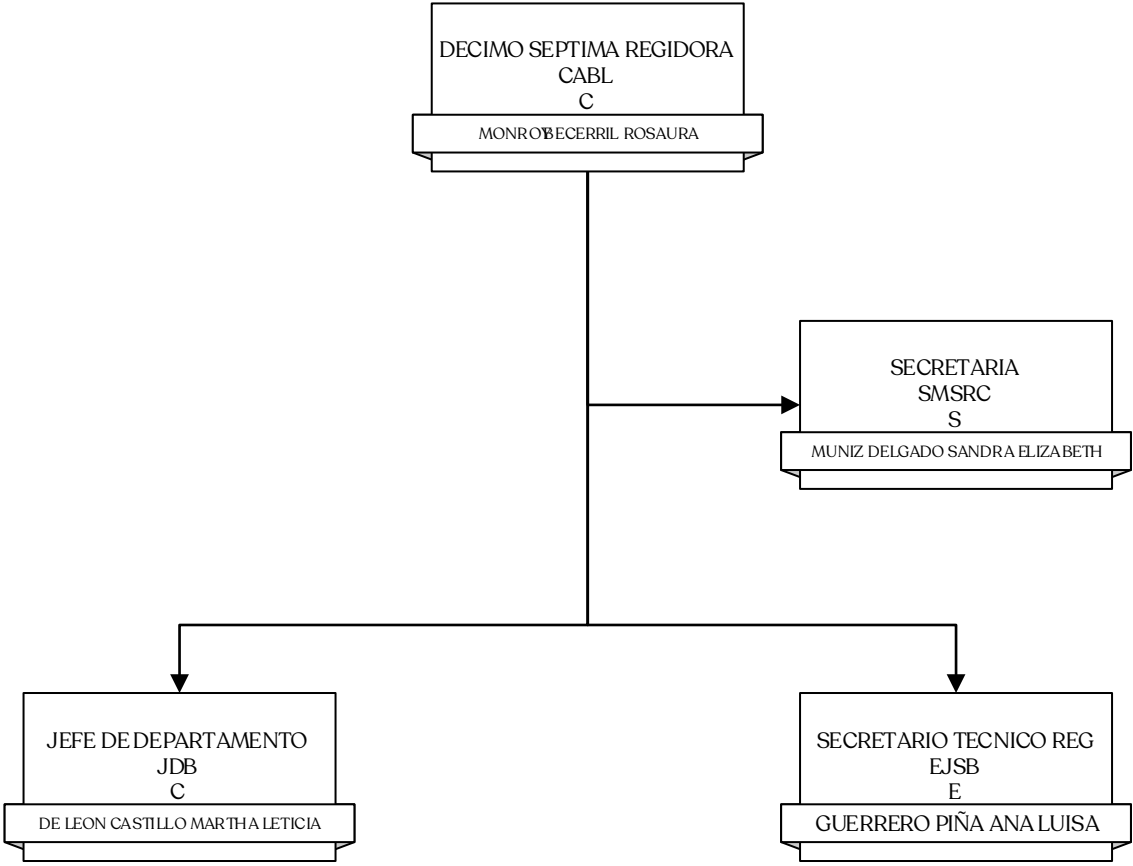 DECIMO SEPTIMA REGIDORA
CABL
C
MONROY BECERRIL ROSAURA
SECRETARIA
SMSRC
S
MUNIZ DELGADO SANDRA ELIZABETH
JEFE DE DEPARTAMENTO
JDB
C
DE LEON CASTILLO MARTHA LETICIA
SECRETARIO TECNICO REG
EJSB
E
GUERRERO PIÑA ANA LUISA